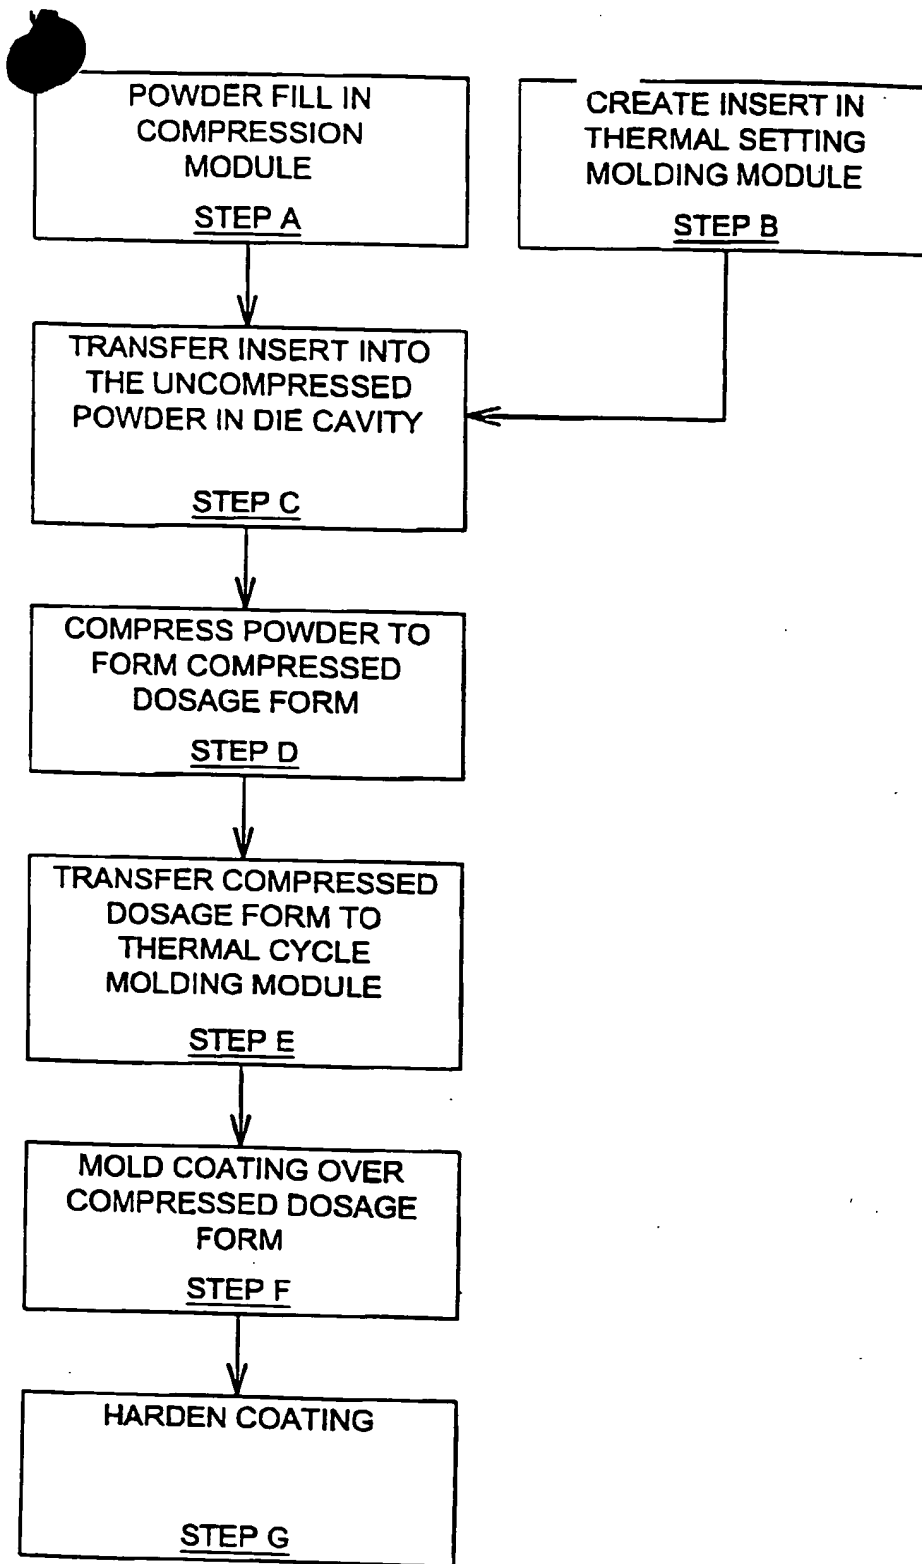 POWDER FILL IN
COMPRESSION
MODULE
STEP A
CREATE INSERT IN
THERMAL SETTING
MOLDING MODULE
STEP B
TRANSFER INSERT INTO
THE UNCOMPRESSED
POWDER IN DIE CAVITY
STEP C
COMPRESS POWDER TO
FORM COMPRESSED
DOSAGE FORM
STEP D
TRANSFER COMPRESSED
DOSAGE FORM TO
THERMAL CYCLE
MOLDING MODULE
STEP E
MOLD COATING OVER
COMPRESSED DOSAGE
FORM
STEP F
HARDEN COATING
STEP G